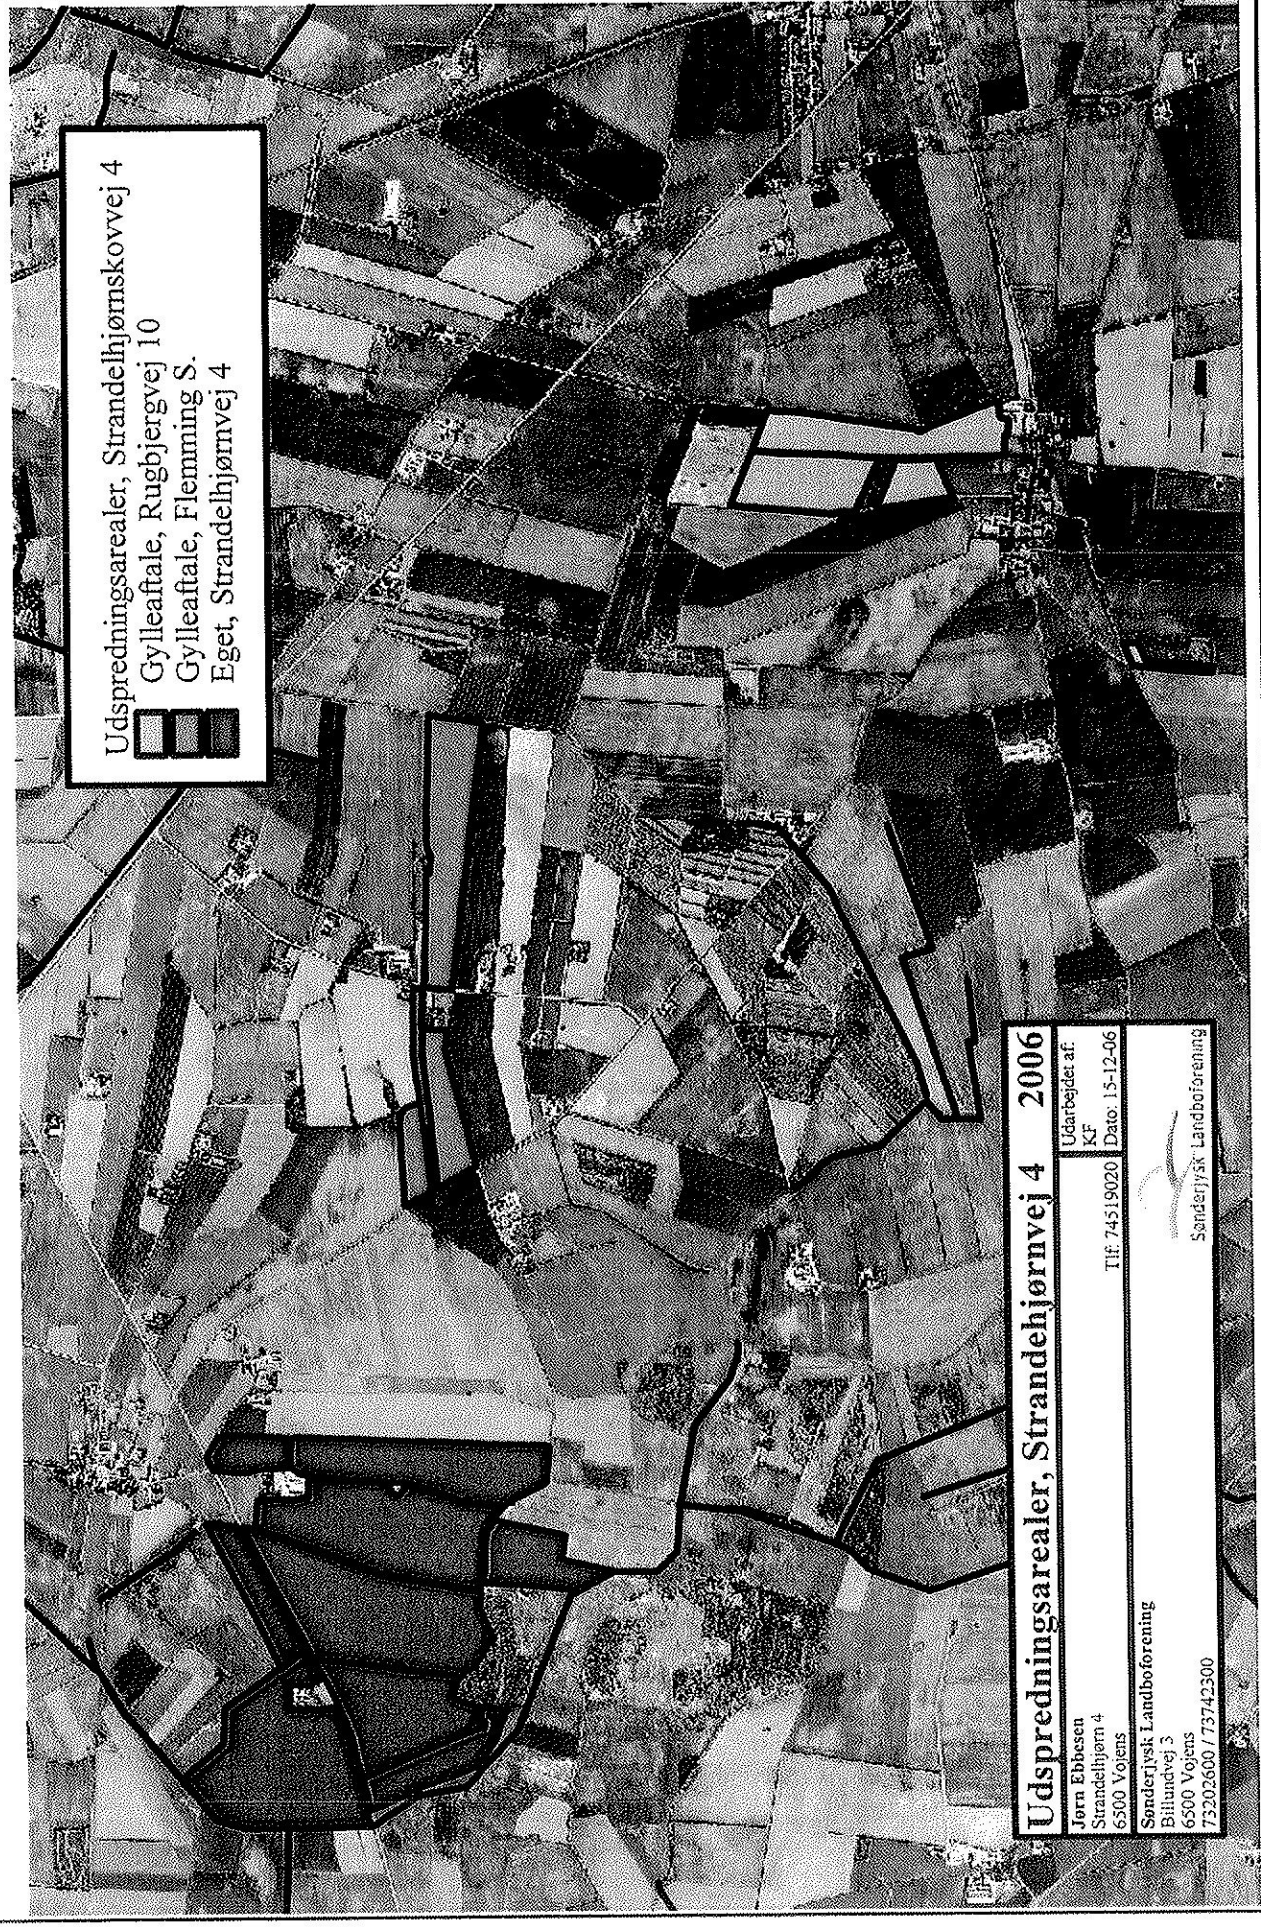 Udspredningsarealer, Strandelhjørnskovvej 4
Gylleaftale, Rugbjergvej 10
Gylleaftale, Flemming S.
Eget, Strandelhjørnvej 4
Udspredningsarealer, Strandehjørnvej 4 2006
Jørn Ebbesen
Strandelhjørn 4
6500 Vojens
Tlf: 74519020
Udarbejdet af:
KF
Dato: 15-12-06
Sønderjysk Landboforening
Billundvej 3
6500 Vojens
73202600 / 73742300
Sønderjysk Landboforening